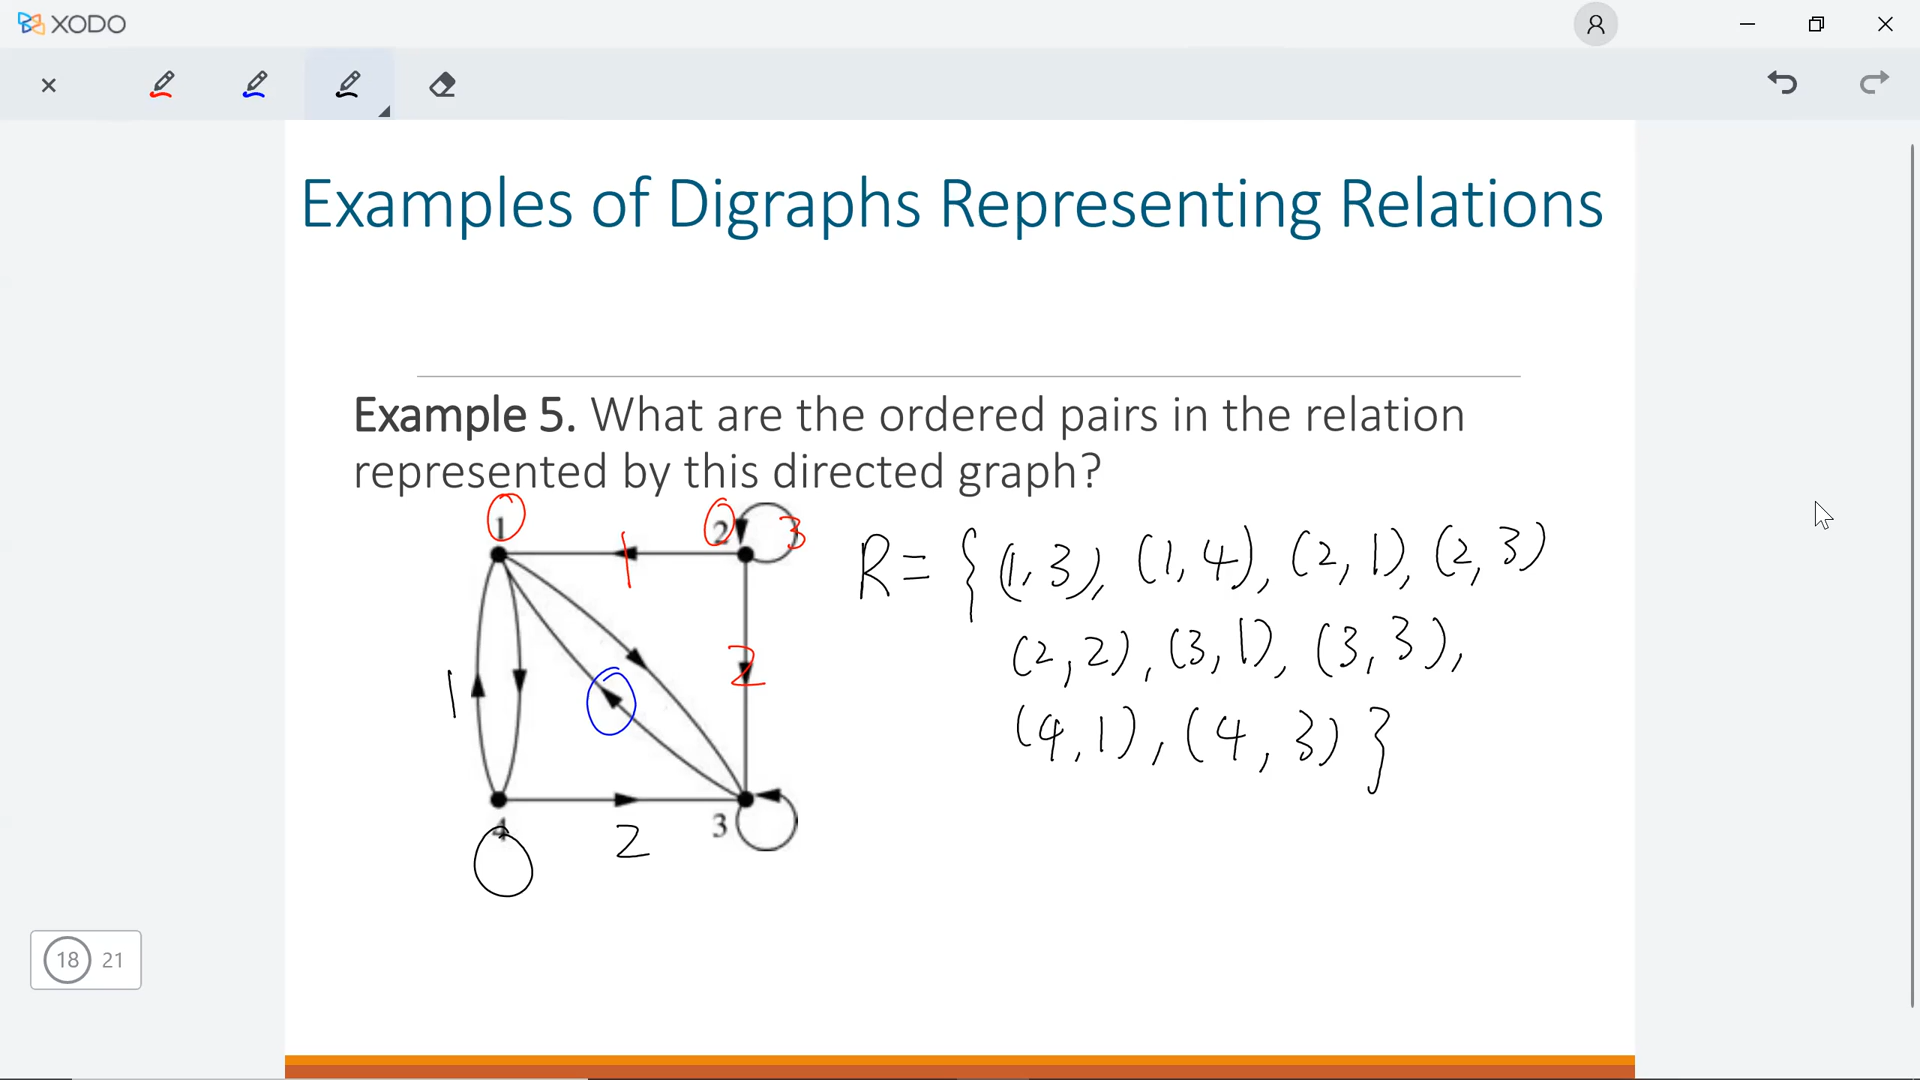 XODO
Examples of Digraphs Representing Relations
Example 5. What are the ordered pairs in the relation
represented by this directed graph?
1
2
3
1
R = {(1,3), (1,4), (2,1), (2,3)
(2,2), (3,1), (3,3),
2
1
(4,1), (4,3)}
4
2
3
18 21